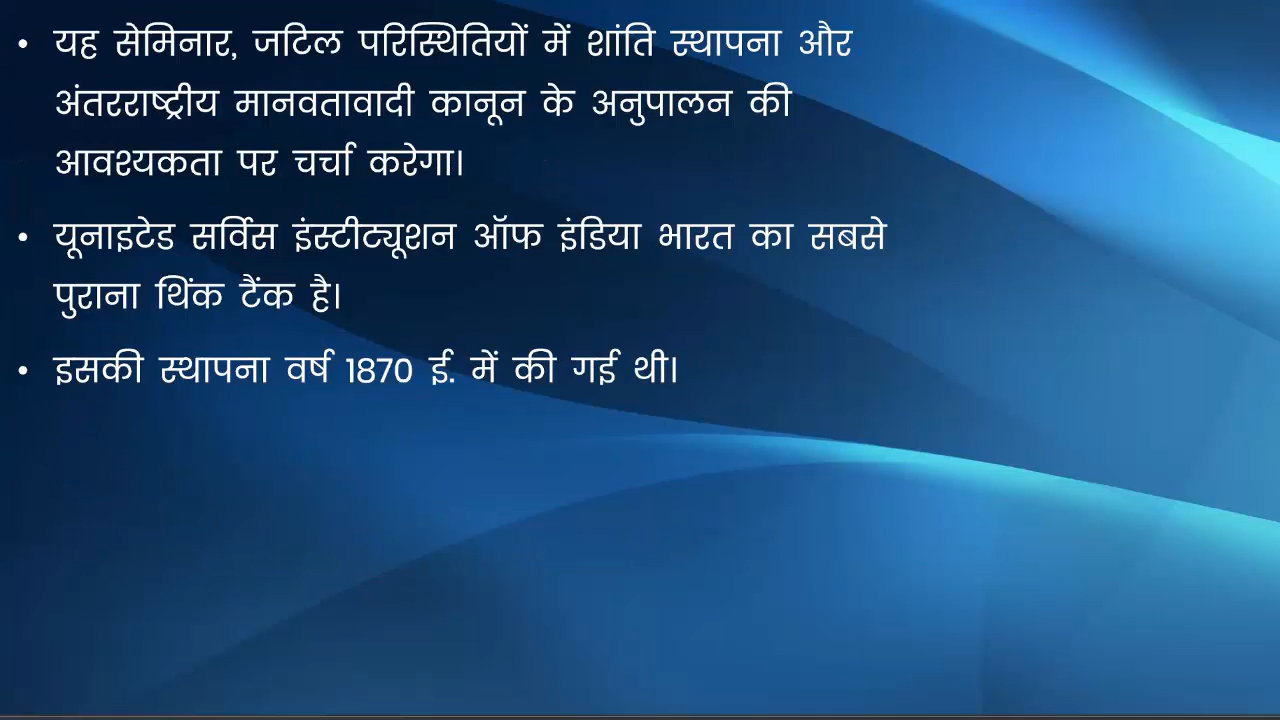 • यह सेमिनार, जटिल परिस्थितियों में शांति स्थापना और
अंतरराष्ट्रीय मानवतावादी कानून के अनुपालन की
आवश्यकता पर चर्चा करेगा।
• यूनाइटेड सर्विस इंस्टीट्यूशन ऑफ इंडिया भारत का सबसे
पुराना थिंक टैंक है।
• इसकी स्थापना वर्ष 1870 ई. में की गई थी।